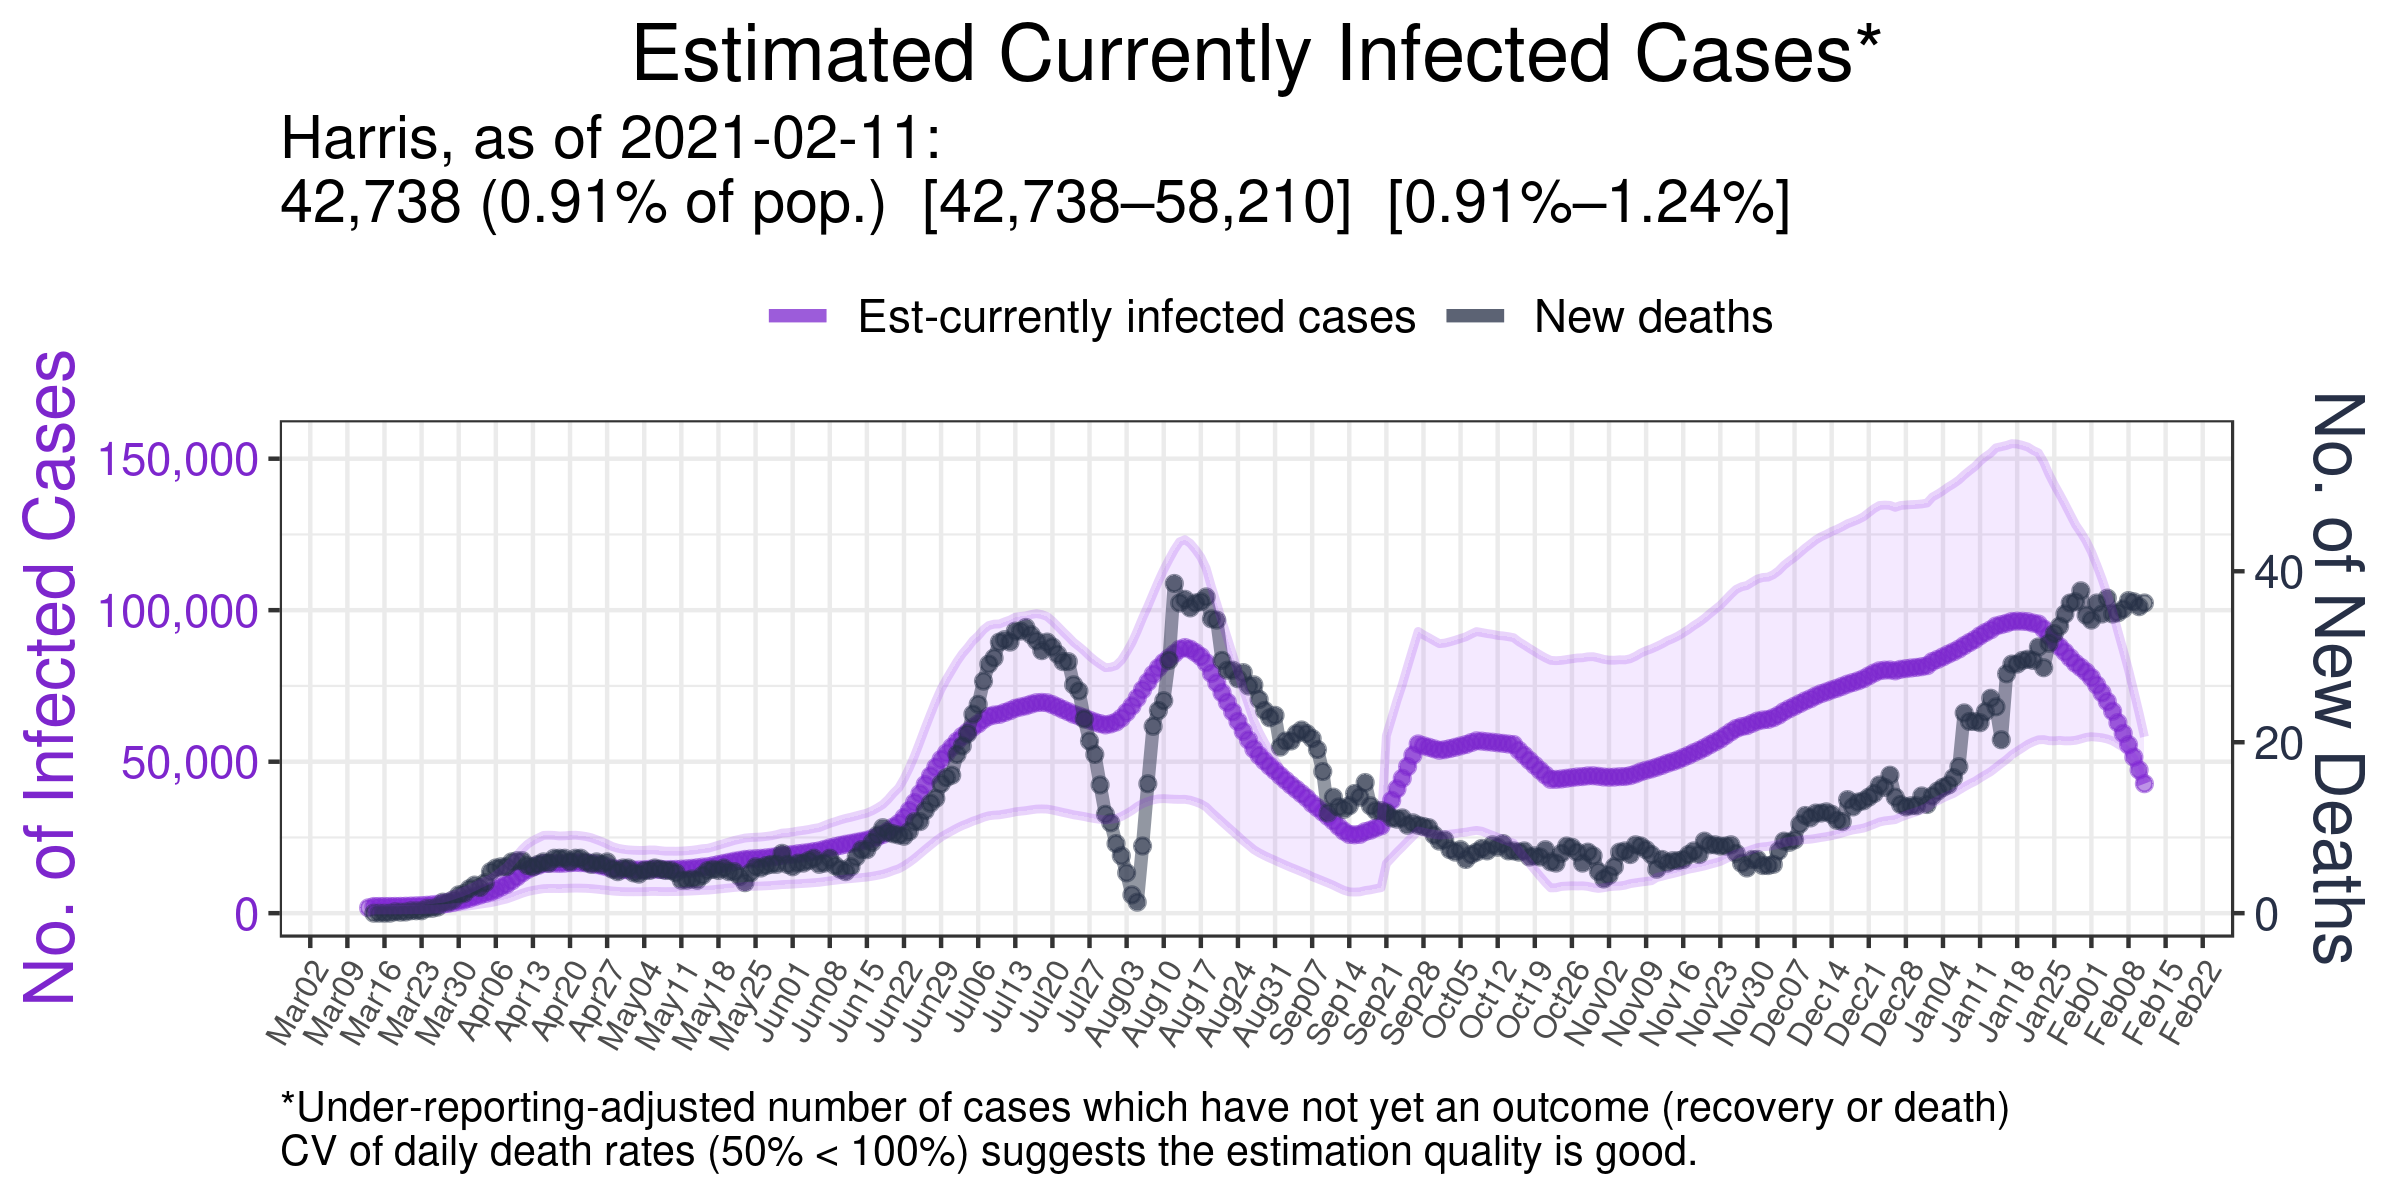 Estimated Currently Infected Cases*
Harris, as of 2021-02-11:
42,738 (0.91% of pop.) [42,738–58,210] [0.91%–1.24%]
Est-currently infected cases New deaths
No. of Infected Cases
150,000
100,000
50,000
0
40
20
0
No. of New Deaths
Mar02 Mar09 Mar16 Mar23 Mar30 Apr06 Apr13 Apr20 Apr27 May04 May11 May18 May25 Jun01 Jun08 Jun15 Jun22 Jun29 Jul06 Jul13 Jul20 Jul27 Aug03 Aug10 Aug17 Aug24 Aug31 Sep07 Sep14 Sep21 Sep28 Oct05 Oct12 Oct19 Oct26 Nov02 Nov09 Nov16 Nov23 Nov30 Dec07 Dec14 Dec21 Dec28 Jan04 Jan11 Jan18 Jan25 Feb01 Feb08 Feb15 Feb22
*Under-reporting-adjusted number of cases which have not yet an outcome (recovery or death)
CV of daily death rates (50% < 100%) suggests the estimation quality is good.